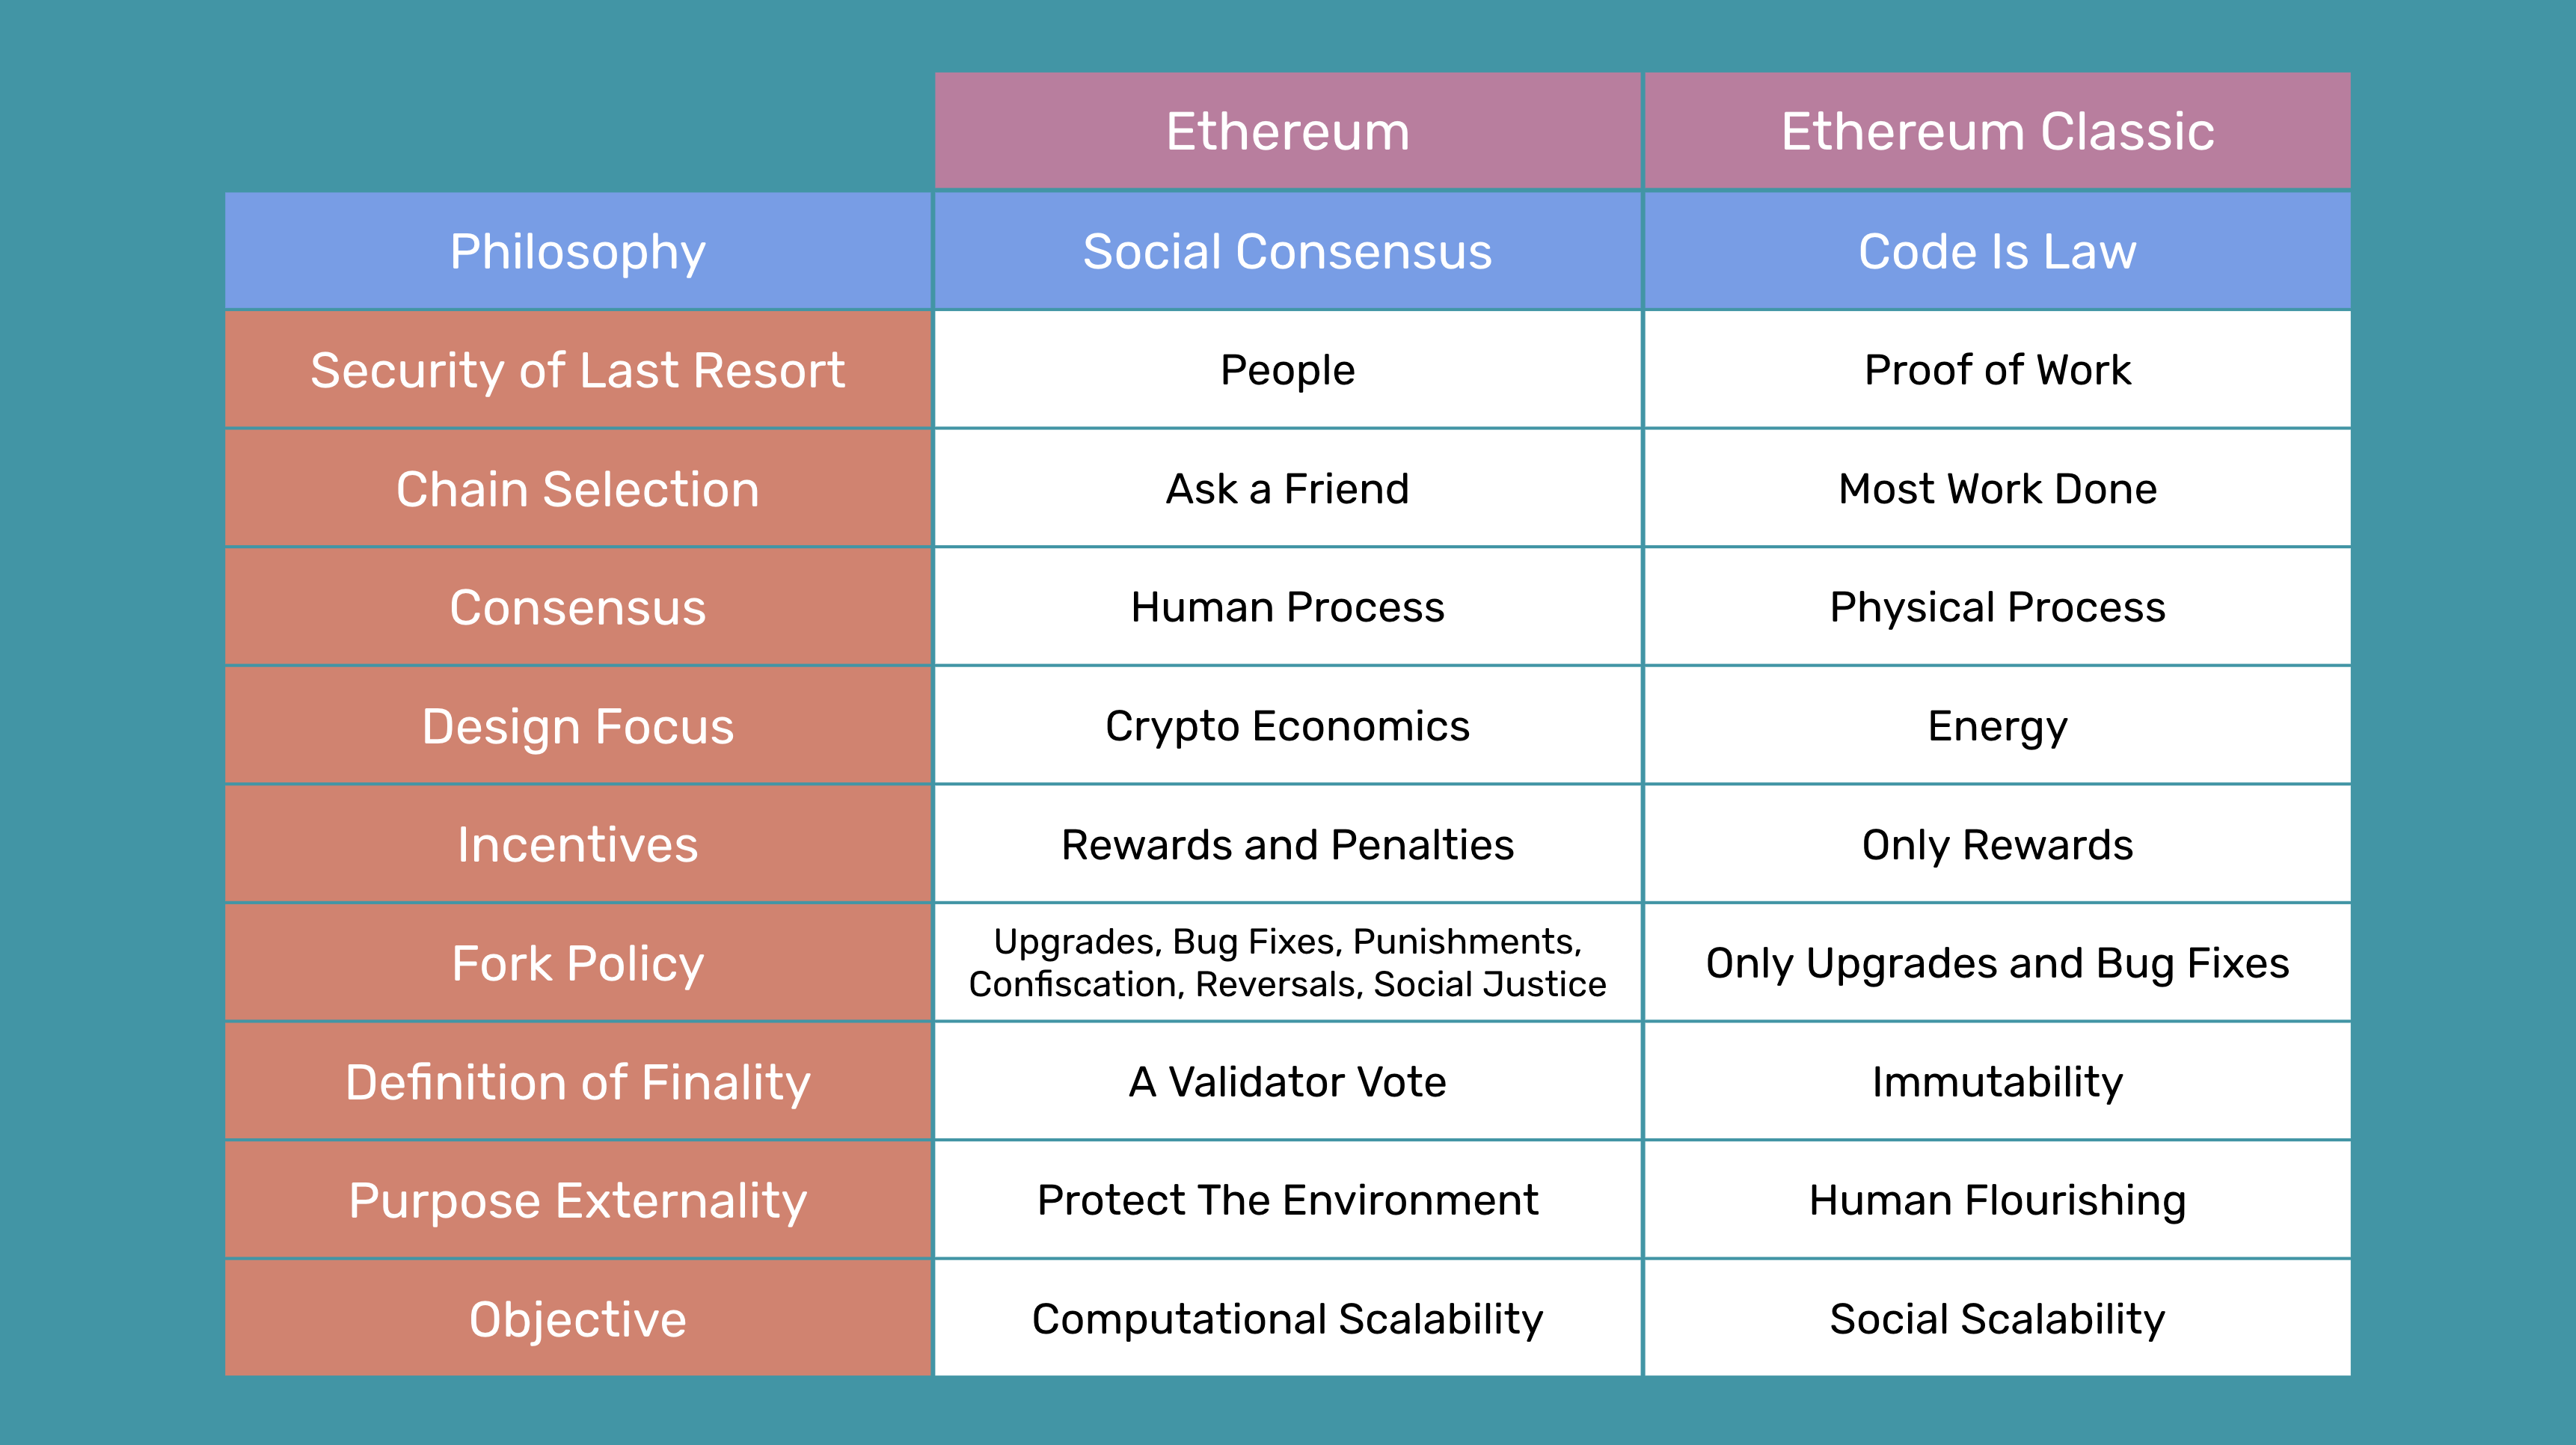 Ethereum
Ethereum Classic
Philosophy
Social Consensus
Code Is Law
Security of Last Resort
People
Proof of Work
Chain Selection
Ask a Friend
Most Work Done
Consensus
Human Process
Physical Process
Design Focus
Crypto Economics
Energy
Incentives
Rewards and Penalties
Only Rewards
Fork Policy
Upgrades, Bug Fixes, Punishments,
Confiscation, Reversals, Social Justice
Only Upgrades and Bug Fixes
Definition of Finality
A Validator Vote
Immutability
Purpose Externality
Protect The Environment
Human Flourishing
Objective
Computational Scalability
Social Scalability